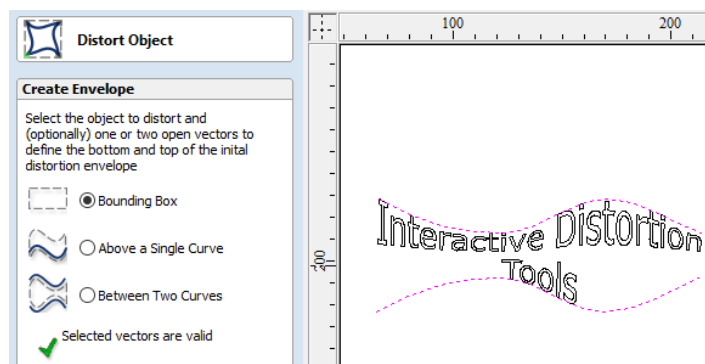 Distort Object
Create Envelope
Select the object to distort and
(optionally) one or two open vectors to
define the bottom and top of the inital
distortion envelope
Bounding Box
Above a Single Curve
Between Two Curves
Selected vectors are valid
100
200
200
Interactive Distortion
Tools